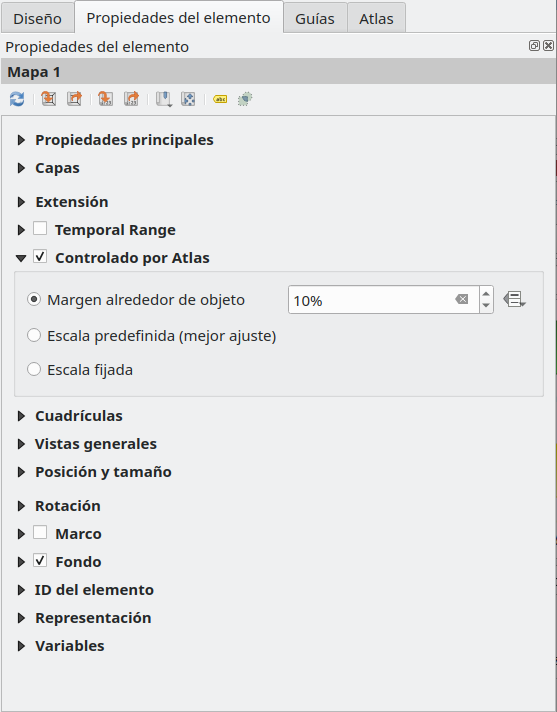 Diseño Propiedades del elemento Guías Atlas
Propiedades del elemento
Mapa 1
abc
Propiedades principales
Capas
Extensión
Temporal Range
Controlado por Atlas
Margen alrededor de objeto 10%
Escala predefinida (mejor ajuste)
Escala fijada
Cuadrículas
Vistas generales
Posición y tamaño
Rotación
Marco
Fondo
ID del elemento
Representación
Variables